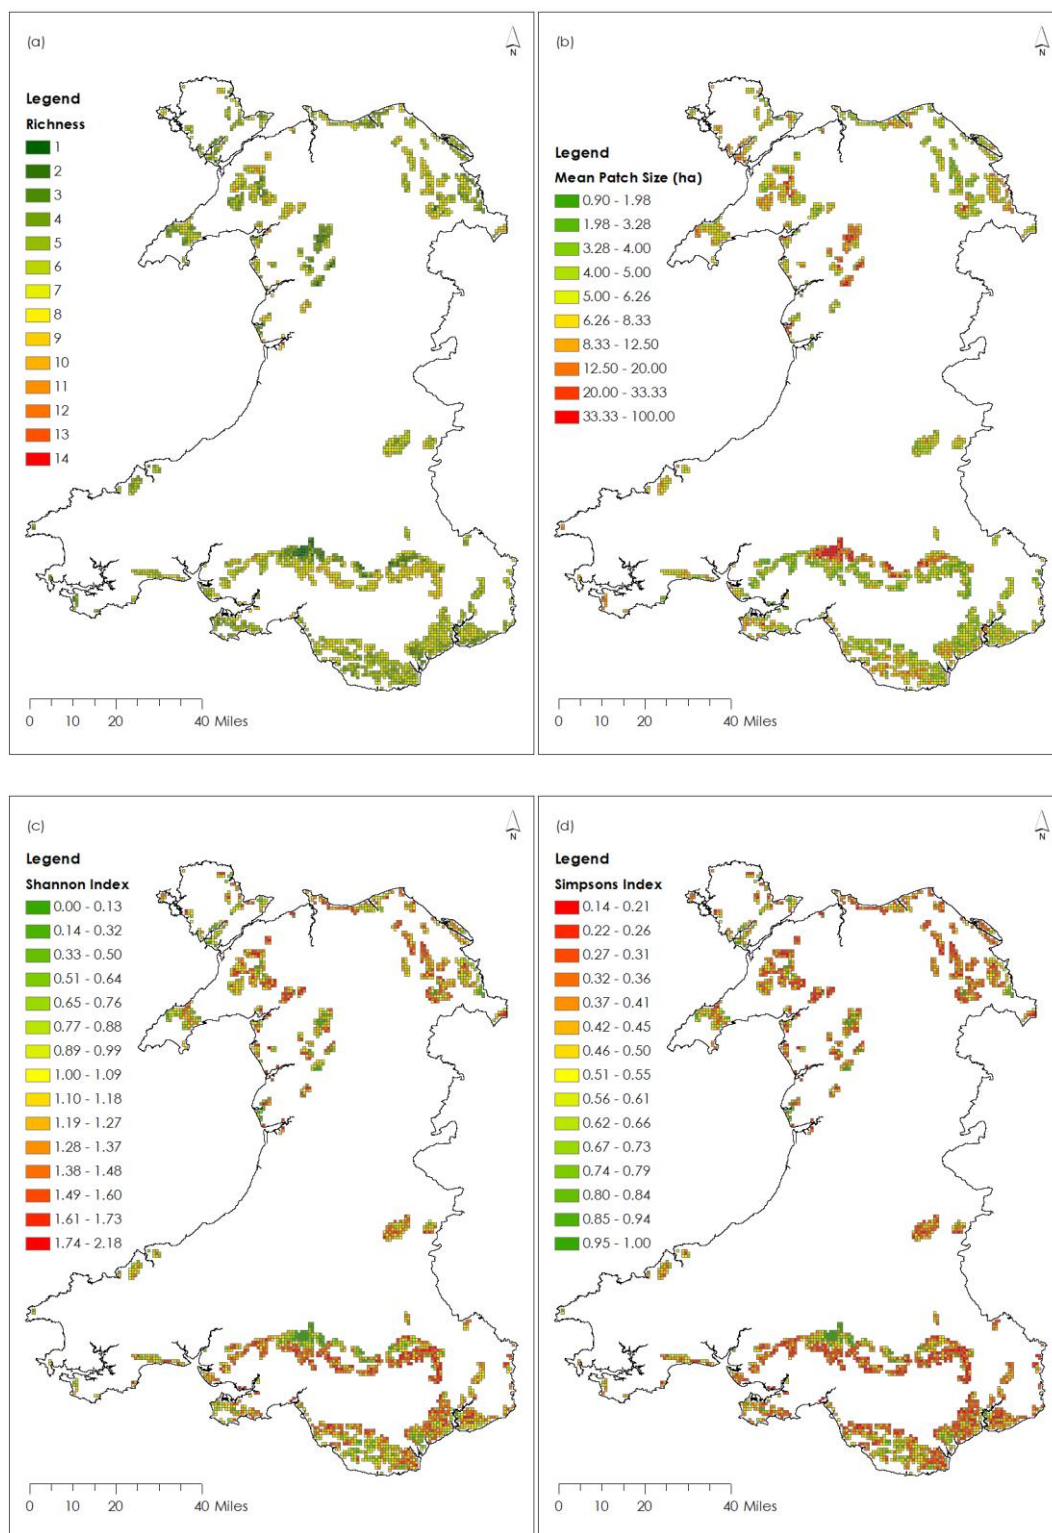 (a)
N
Legend
Richness
1
2
3
4
5
6
7
8
9
10
11
12
13
14
0 10 20 40 Miles
(b)
N
Legend
Mean Patch Size (ha)
0.90 - 1.98
1.98 - 3.28
3.28 - 4.00
4.00 - 5.00
5.00 - 6.26
6.26 - 8.33
8.33 - 12.50
12.50 - 20.00
20.00 - 33.33
33.33 - 100.00
0 10 20 40 Miles
(c)
N
Legend
Shannon Index
0.00 - 0.13
0.14 - 0.32
0.33 - 0.50
0.51 - 0.64
0.65 - 0.76
0.77 - 0.88
0.89 - 0.99
1.00 - 1.09
1.10 - 1.18
1.19 - 1.27
1.28 - 1.37
1.38 - 1.48
1.49 - 1.60
1.61 - 1.73
1.74 - 2.18
0 10 20 40 Miles
(d)
N
Legend
Simpsons Index
0.14 - 0.21
0.22 - 0.26
0.27 - 0.31
0.32 - 0.36
0.37 - 0.41
0.42 - 0.45
0.46 - 0.50
0.51 - 0.55
0.56 - 0.61
0.62 - 0.66
0.67 - 0.73
0.74 - 0.79
0.80 - 0.84
0.85 - 0.94
0.95 - 1.00
0 10 20 40 Miles